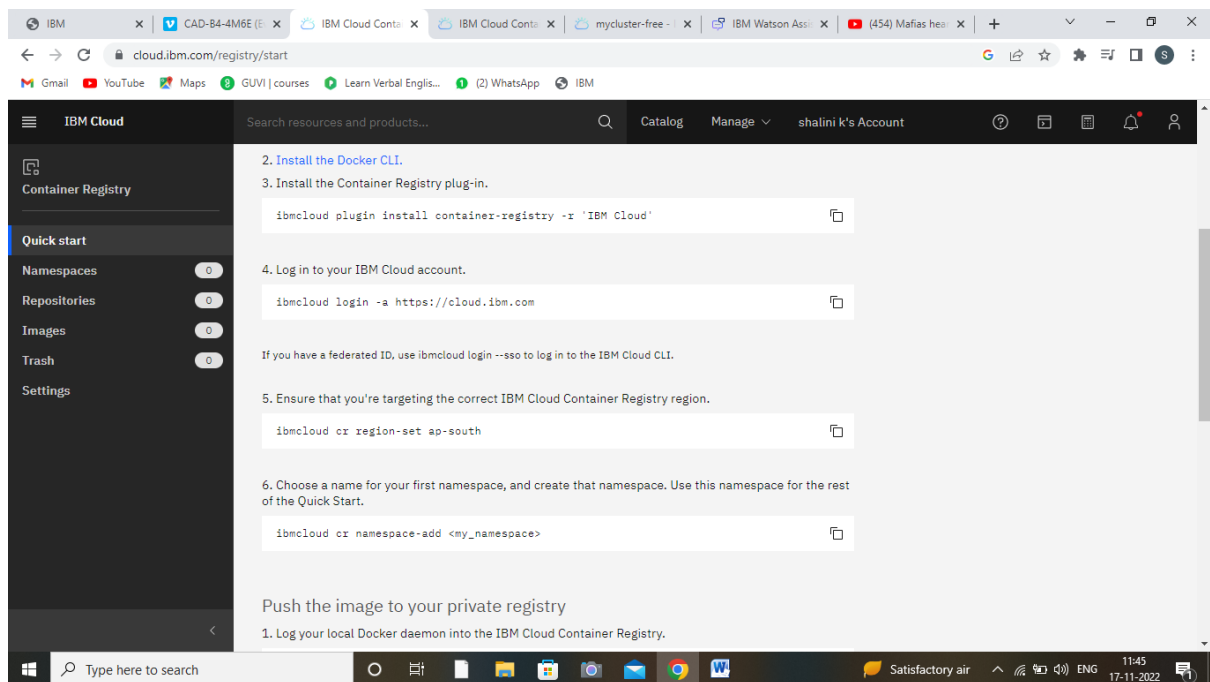 IBM
CAD-B4-4M6E (E
IBM Cloud Conta
IBM Cloud Conta
mycluster-free - I
IBM Watson Assi
(454) Mafias hea
cloud.ibm.com/registry/start
Gmail YouTube Maps GUVI | courses Learn Verbal Englis... (2) WhatsApp IBM
IBM Cloud
Search resources and products...
Catalog
Manage
shalini k's Account
Container Registry
Quick start
Namespaces 0
Repositories 0
Images 0
Trash 0
Settings
2. Install the Docker CLI.
3. Install the Container Registry plug-in.
ibmcloud plugin install container-registry -r 'IBM Cloud'
4. Log in to your IBM Cloud account.
ibmcloud login -a https://cloud.ibm.com
If you have a federated ID, use ibmcloud login --sso to log in to the IBM Cloud CLI.
5. Ensure that you're targeting the correct IBM Cloud Container Registry region.
ibmcloud cr region-set ap-south
6. Choose a name for your first namespace, and create that namespace. Use this namespace for the rest
of the Quick Start.
ibmcloud cr namespace-add <my_namespace>
Push the image to your private registry
1. Log your local Docker daemon into the IBM Cloud Container Registry.
Type here to search
Satisfactory air
ENG
11:45
17-11-2022